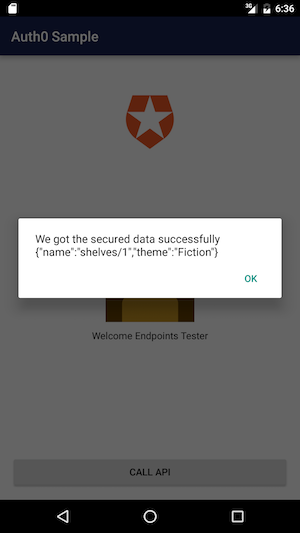 3G
6:36
Auth0 Sample
We got the secured data successfully
{"name":"shelves/1","theme":"Fiction"}
OK
Welcome Endpoints Tester
CALL API